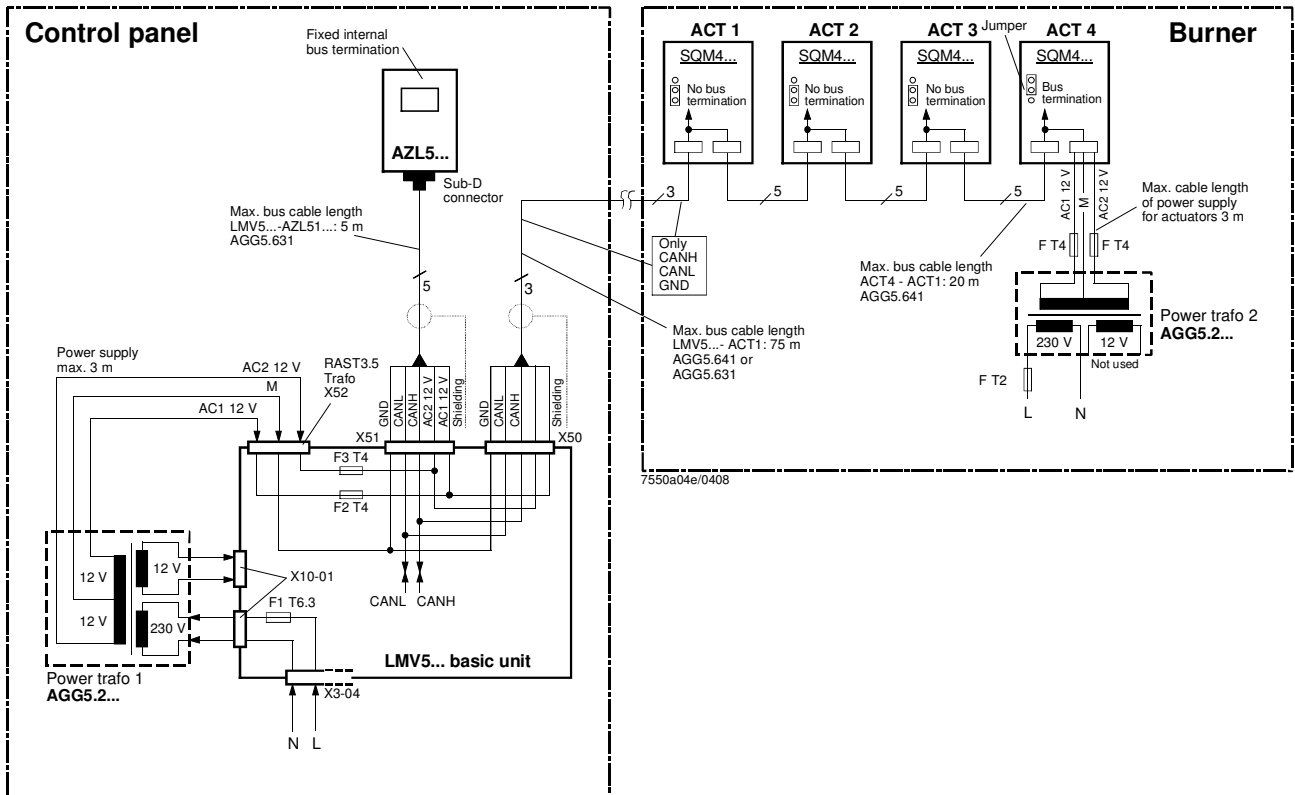 Control panel
Fixed internal
bus termination
AZL5...
Sub-D
connector
Max. bus cable length
LMV5...-AZL51...: 5 m
AGG5.631
5
3
Power supply
max. 3 m
AC2 12 V
M
AC1 12 V
RAST3.5
Trafo
X52
GND
CANL
CANH
AC2 12 V
AC1 12 V
Shielding
GND
CANL
CANH
Shielding
X51
X50
F3 T4
F2 T4
12 V
12 V
12 V
230 V
X10-01
F1 T6.3
CANL
CANH
LMV5... basic unit
Power trafo 1
AGG5.2...
X3-04
N
L
Burner
ACT 1
ACT 2
ACT 3
Jumper
ACT 4
SQM4...
SQM4...
SQM4...
SQM4...
No bus
termination
No bus
termination
No bus
termination
Bus
termination
3
5
5
5
Only
CANH
CANL
GND
AC1 12 V
M
AC2 12 V
Max. cable length
of power supply
for actuators 3 m
F T4
F T4
Max. bus cable length
ACT4 - ACT1: 20 m
AGG5.641
Max. bus cable length
LMV5...- ACT1: 75 m
AGG5.641 or
AGG5.631
230 V
12 V
Not used
Power trafo 2
AGG5.2...
F T2
L
N
7550a04e/0408